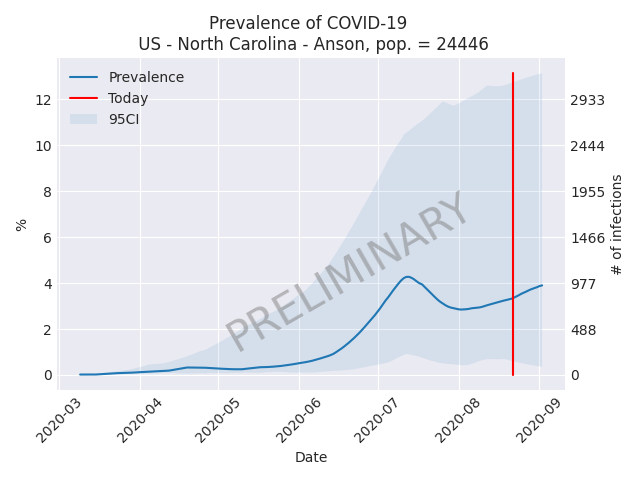 Prevalence of COVID-19
US - North Carolina - Anson, pop. = 24446
Prevalence
Today
95CI
PRELIMINARY
%
12
10
8
6
4
2
0
2933
2444
1955
1466
977
488
0
# of infections
2020-03
2020-04
2020-05
2020-06
2020-07
2020-08
2020-09
Date